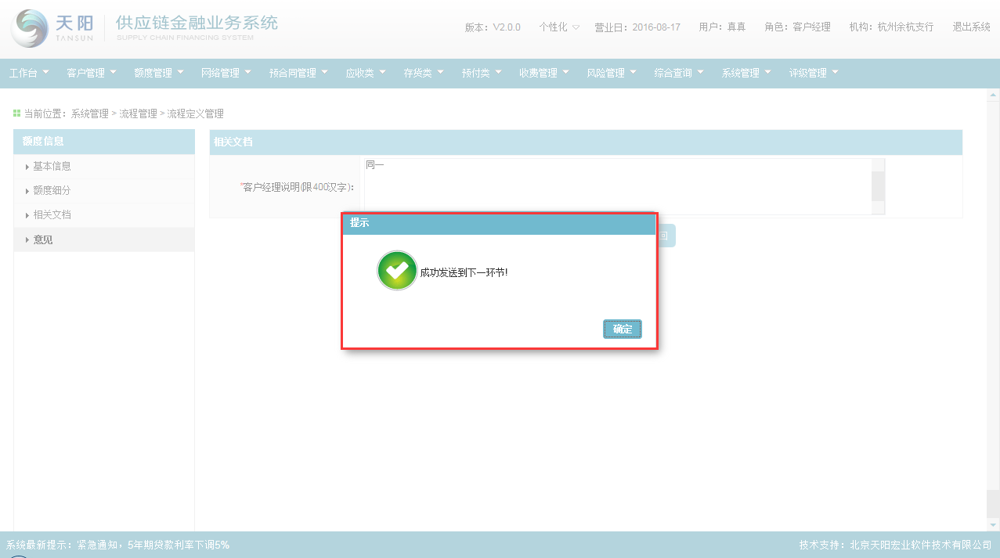 天阳 供应链金融业务系统
TANSUN SUPPLY CHAIN FINANCING SYSTEM
版本：V2.0.0 个性化 营业日：2016-08-17 用户：真真 角色：客户经理 机构：杭州余杭支行 退出系统
工作台 客户管理 额度管理 网络管理 预合同管理 应收类 存货类 预付类 收费管理 风险管理 综合查询 系统管理 评级管理
当前位置：系统管理 > 流程管理 > 流程定义管理
额度信息
基本信息
额度细分
相关文档
意见
相关文档
*客户经理说明(限400汉字)：
同一
回
提示
成功发送到下一环节!
确定
系统最新提示：紧急通知，5年期贷款利率下调5%
技术支持：北京天阳宏业软件技术有限公司